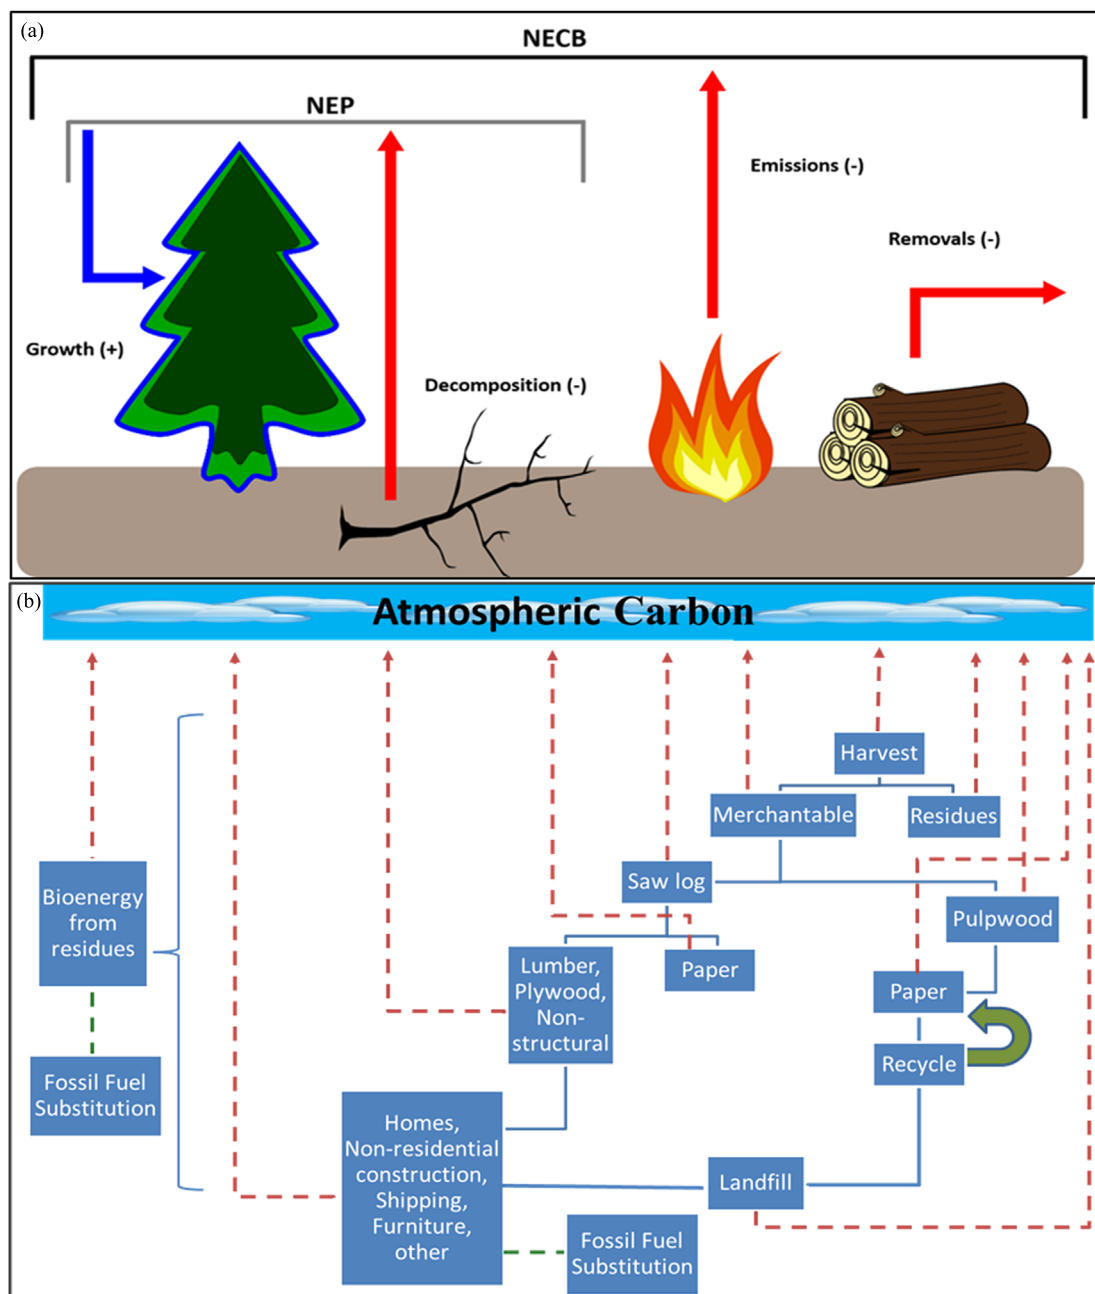 (a)
NECB
NEP
Emissions (-)
Removals (-)
Growth (+)
Decomposition (-)
(b)
Atmospheric Carbon
Harvest
Merchantable
Residues
Saw log
Pulpwood
Bioenergy
from
residues
Lumber,
Plywood,
Non-
structural
Paper
Paper
Recycle
Fossil Fuel
Substitution
Homes,
Non-residential
construction,
Shipping,
Furniture,
other
Landfill
Fossil Fuel
Substitution